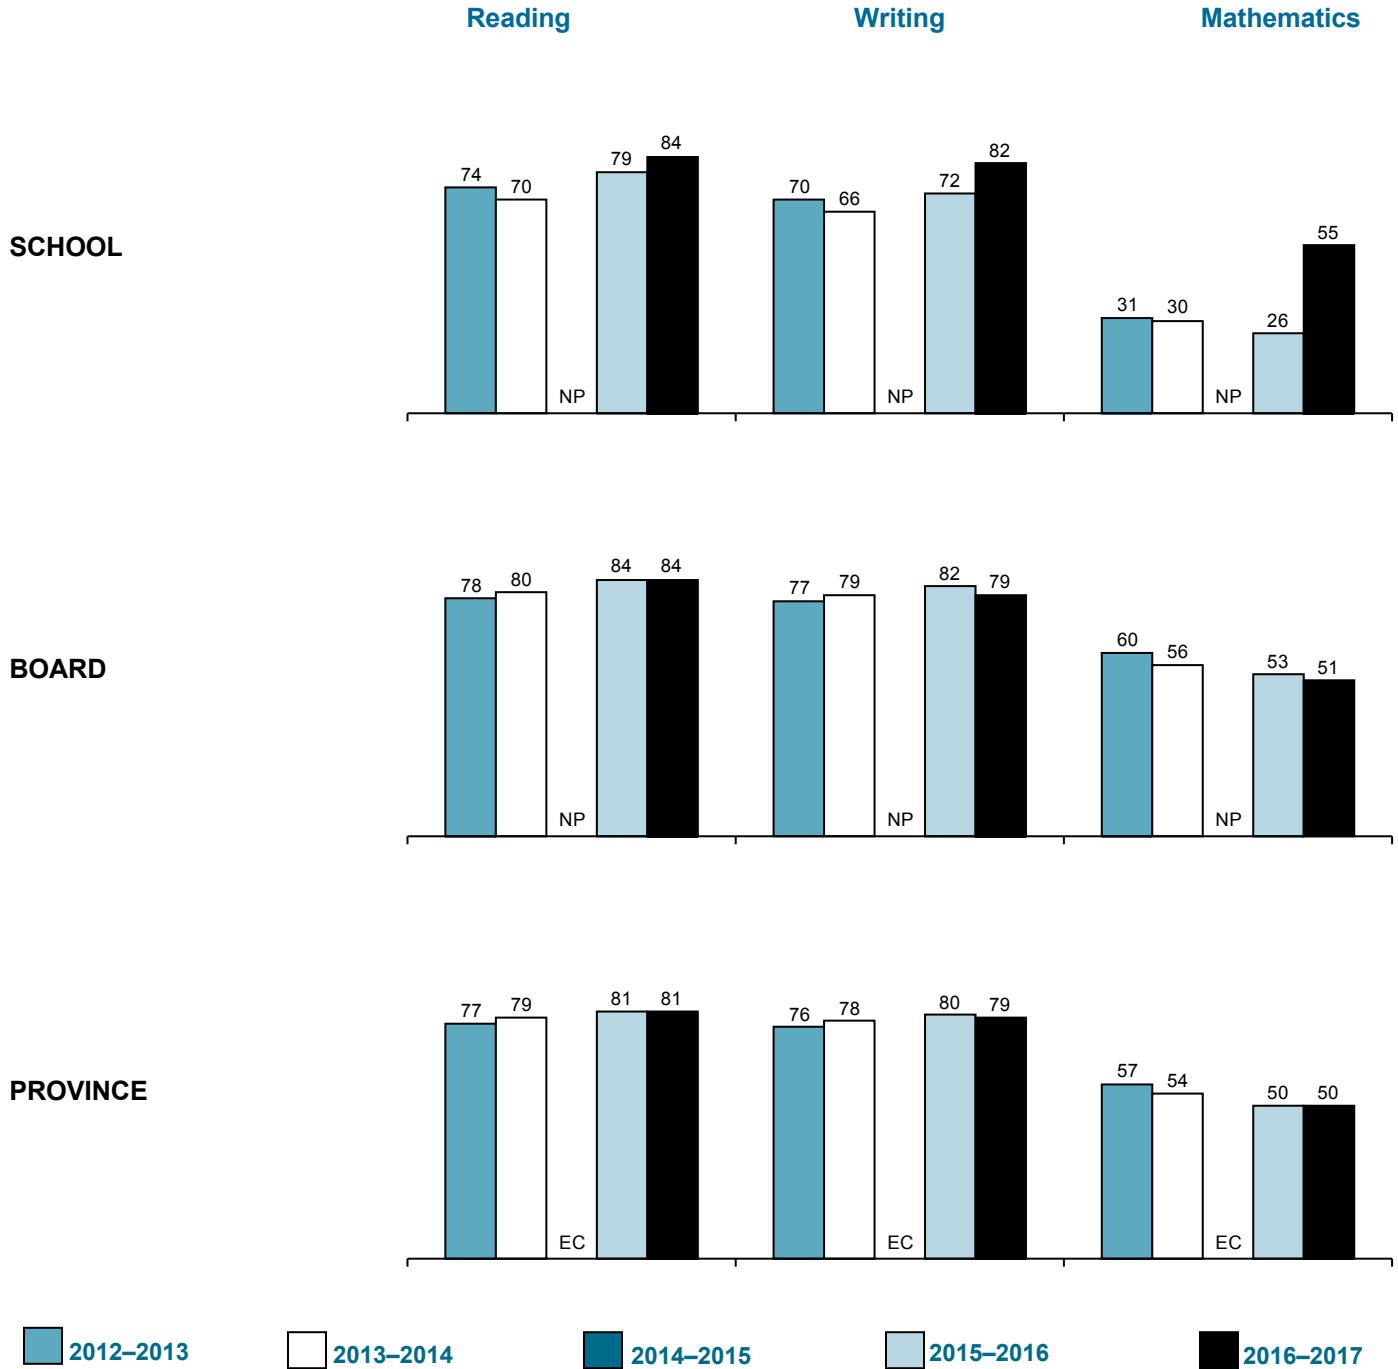 Reading Writing Mathematics
SCHOOL
74 70 NP 79 84
70 66 NP 72 82
31 30 NP 26 55
BOARD
78 80 NP 84 84
77 79 NP 82 79
60 56 NP 53 51
PROVINCE
77 79 EC 81 81
76 78 EC 80 79
57 54 EC 50 50
2012–2013 2013–2014 2014–2015 2015–2016 2016–2017